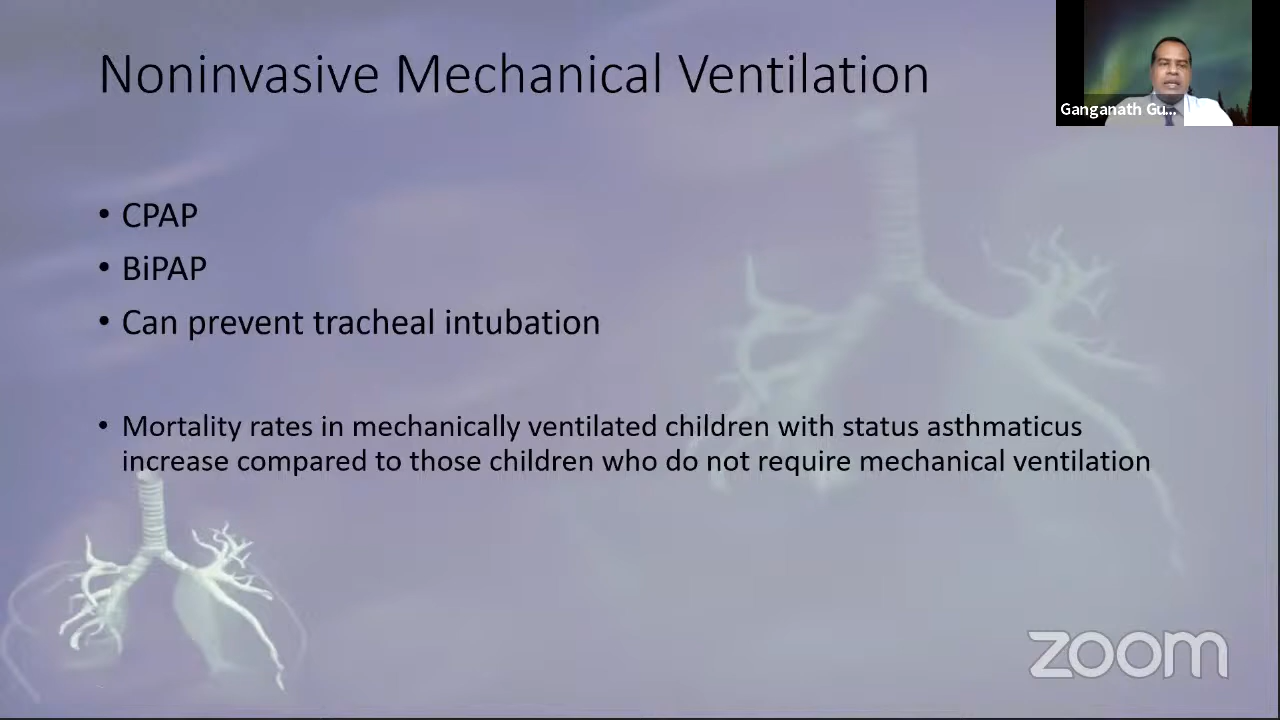 Noninvasive Mechanical Ventilation
Ganganath Gu...
• CPAP
• BiPAP
• Can prevent tracheal intubation
• Mortality rates in mechanically ventilated children with status asthmaticus
increase compared to those children who do not require mechanical ventilation
zoom